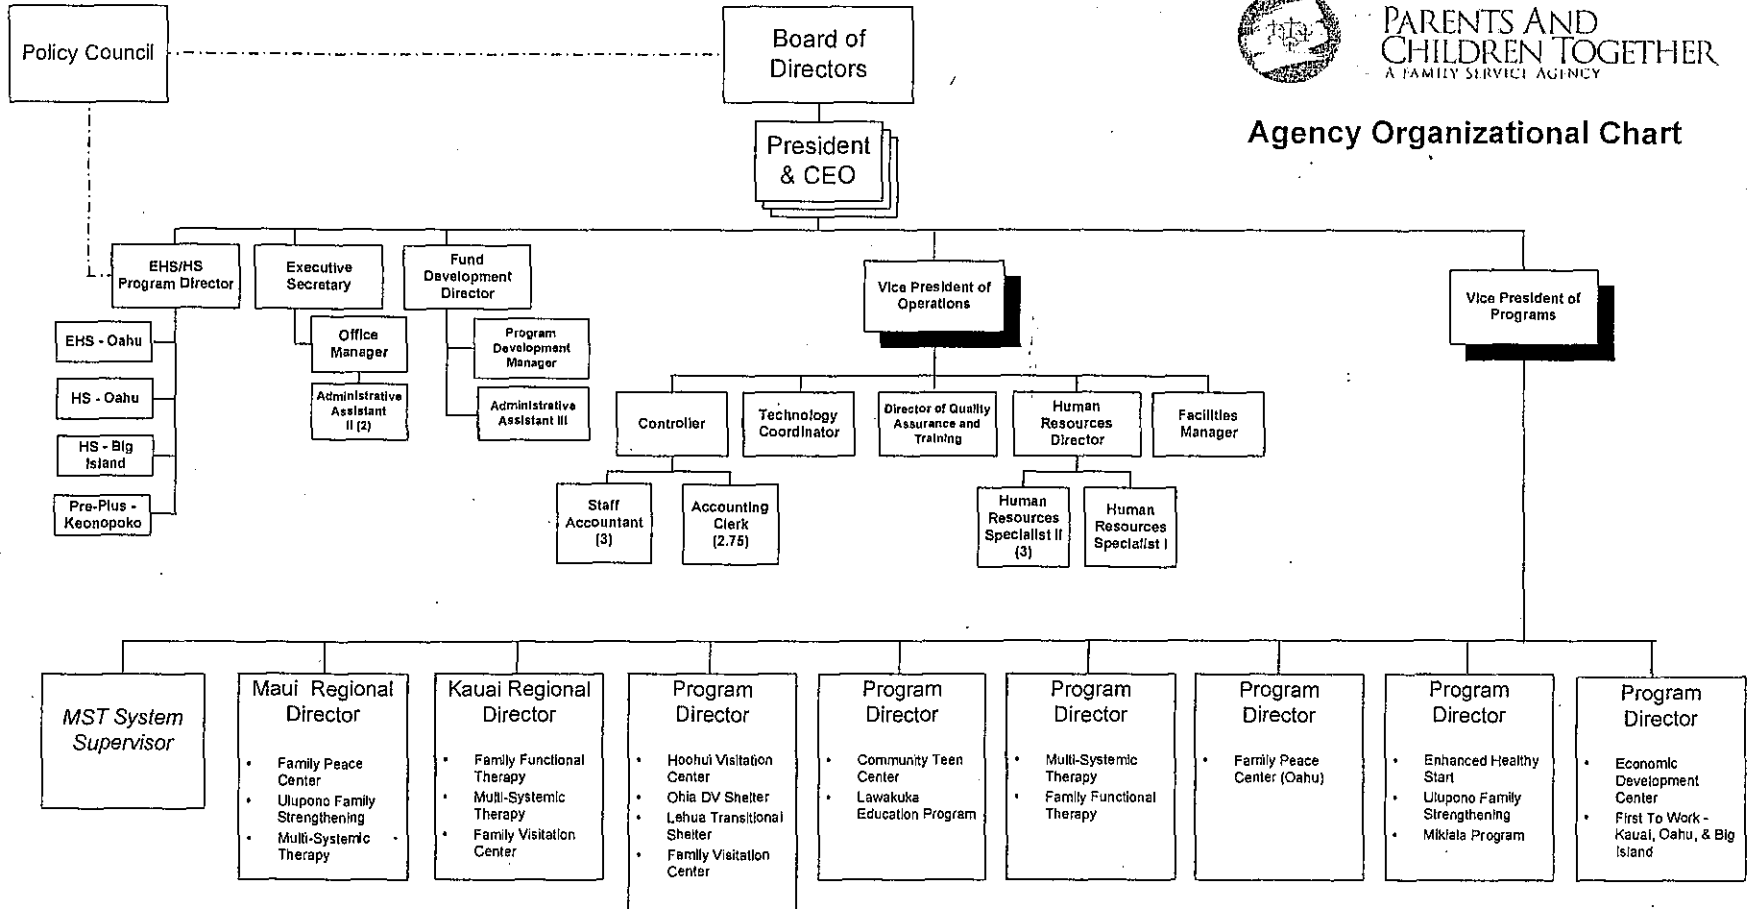 Policy Council
Board of
Directors
PARENTS AND
CHILDREN TOGETHER
A FAMILY SERVICE AGENCY
Agency Organizational Chart
President
& CEO
EHS/HS
Program Director
Executive
Secretary
Fund
Development
Director
Vice President of
Operations
Vice President of
Programs
EHS - Oahu
HS - Oahu
HS - Big
Island
Pre-Plus -
Keonopoko
Office
Manager
Administrative
Assistant
II (2)
Program
Development
Manager
Administrative
Assistant III
Controller
Technology
Coordinator
Director of Quality
Assurance and
Training
Human
Resources
Director
Facilities
Manager
Staff
Accountant
(3)
Accounting
Clerk
(2.75)
Human
Resources
Specialist II
(3)
Human
Resources
Specialist I
MST System
Supervisor
Maui Regional
Director
• Family Peace
Center
• Ulupono Family
Strengthening
• Multi-Systemic
Therapy
Kauai Regional
Director
• Family Functional
Therapy
• Multi-Systemic
Therapy
• Family Visitation
Center
Program
Director
• Hoohui Visitation
Center
• Ohia DV Shelter
• Lehua Transitional
Shelter
• Family Visitation
Center
Program
Director
• Community Teen
Center
• Lawakuka
Education Program
Program
Director
• Multi-Systemic
Therapy
• Family Functional
Therapy
Program
Director
• Family Peace
Center (Oahu)
Program
Director
• Enhanced Healthy
Start
• Ulupono Family
Strengthening
• Mikiala Program
Program
Director
• Economic
Development
Center
• First To Work -
Kauai, Oahu, & Big
Island